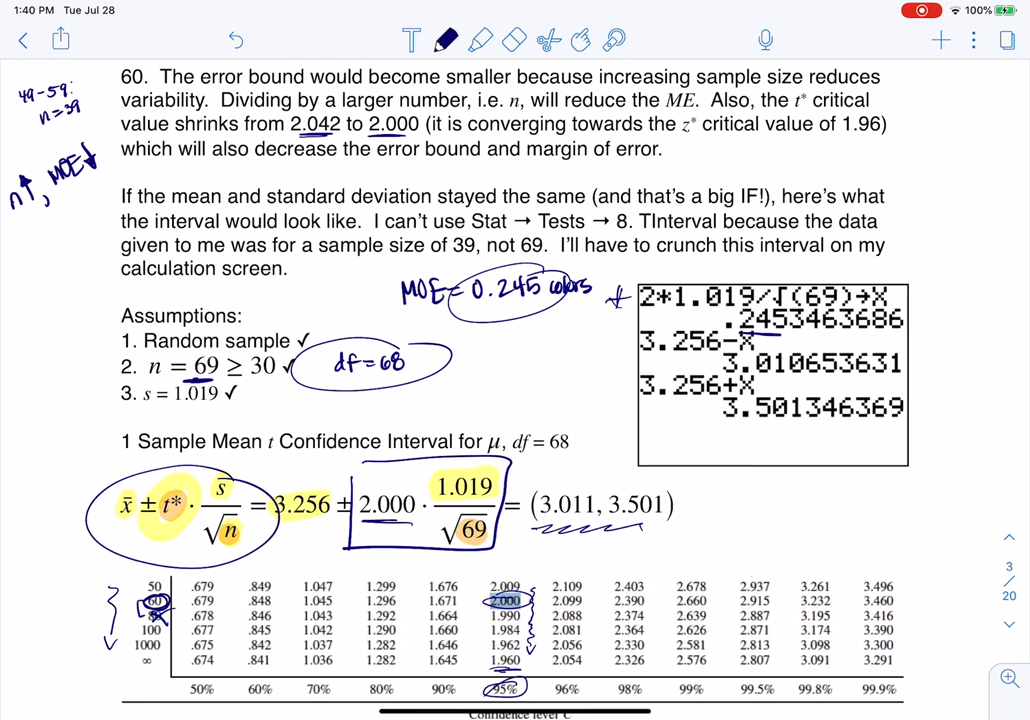 1:40 PM Tue Jul 28
100%
T
60. The error bound would become smaller because increasing sample size reduces
variability. Dividing by a larger number, i.e. n, will reduce the ME. Also, the t* critical
value shrinks from 2.042 to 2.000 (it is converging towards the z* critical value of 1.96)
which will also decrease the error bound and margin of error.
49-59:
n=39
n↑, MOE↓
If the mean and standard deviation stayed the same (and that's a big IF!), here's what
the interval would look like. I can't use Stat → Tests → 8. TInterval because the data
given to me was for a sample size of 39, not 69. I'll have to crunch this interval on my
calculation screen.
MOE = 0.245 colors
Assumptions:
1. Random sample ✓
2. n = 69 ≥ 30 ✓
df = 68
3. s = 1.019 ✓
2*1.019/√(69)→X
.2453463686
3.256-X
3.010653631
3.256+X
3.501346369
1 Sample Mean t Confidence Interval for μ, df = 68
x̄ ± t* · s/√n = 3.256 ± 2.000 · 1.019/√69 = (3.011, 3.501)
50 .679 .849 1.047 1.299 1.676 2.009 2.109 2.403 2.678 2.937 3.261 3.496
60 .679 .848 1.045 1.296 1.671 2.000 2.099 2.390 2.660 2.915 3.232 3.460
.678 .846 1.043 1.292 1.664 1.990 2.088 2.374 2.639 2.887 3.195 3.416
100 .677 .845 1.042 1.290 1.660 1.984 2.081 2.364 2.626 2.871 3.174 3.390
1000 .675 .842 1.037 1.282 1.646 1.962 2.056 2.330 2.581 2.813 3.098 3.300
∞ .674 .841 1.036 1.282 1.645 1.960 2.054 2.326 2.576 2.807 3.091 3.291
50% 60% 70% 80% 90% 95% 96% 98% 99% 99.5% 99.8% 99.9%
Confidence level C
3
/
20